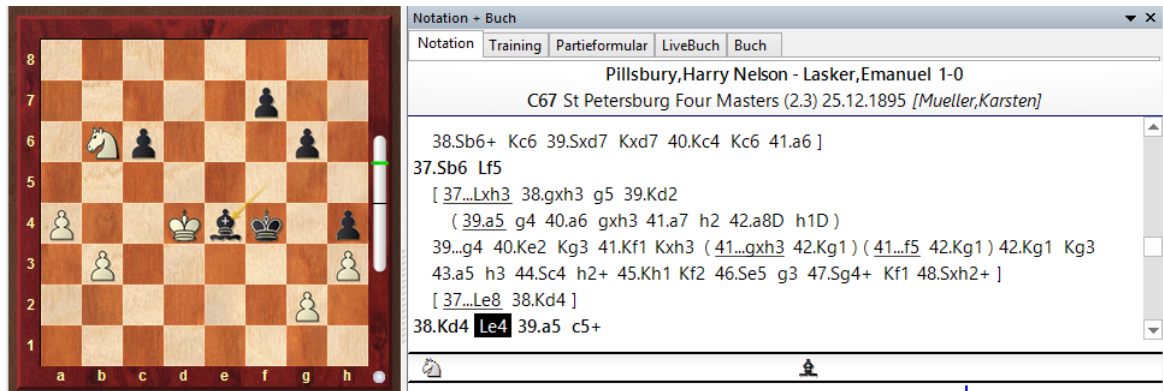 Notation + Buch
Notation Training Partieformular LiveBuch Buch
Pillsbury,Harry Nelson - Lasker,Emanuel 1-0
C67 St Petersburg Four Masters (2.3) 25.12.1895 [Mueller,Karsten]
38.Sb6+ Kc6 39.Sxd7 Kxd7 40.Kc4 Kc6 41.a6 ]
37.Sb6 Lf5
[ 37...Lxh3 38.gxh3 g5 39.Kd2
( 39.a5 g4 40.a6 gxh3 41.a7 h2 42.a8D h1D )
39...g4 40.Ke2 Kg3 41.Kf1 Kxh3 ( 41...gxh3 42.Kg1 ) ( 41...f5 42.Kg1 ) 42.Kg1 Kg3
43.a5 h3 44.Sc4 h2+ 45.Kh1 Kf2 46.Se5 g3 47.Sg4+ Kf1 48.Sxh2+ ]
[ 37...Le8 38.Kd4 ]
38.Kd4 Le4 39.a5 c5+
8
7
6
5
4
3
2
1
a b c d e f g h